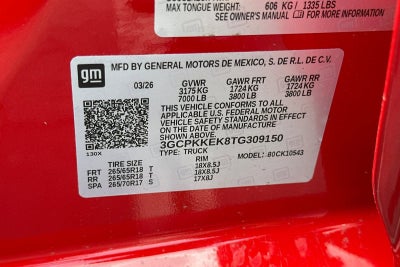 MAX TONGUE WEIGHT: 606 KG/ 1335 LBS
SEE OWNER'S MANUAL FOR MORE INFORMATION
gm
MFD BY GENERAL MOTORS DE MEXICO, S. DE R.L. DE C.V.
03/26 GVWR GAWR FRT GAWR RR
3175 KG 1724 KG 1724 KG
7000 LB 3800 LB 3800 LB
THIS VEHICLE CONFORMS TO ALL
APPLICABLE U.S. FEDERAL MOTOR
VEHICLE SAFETY STANDARDS IN EFFECT
ON THE DATE OF MANUFACTURE
SHOWN ABOVE.
3GCPKKEK8TG309150
TYPE: TRUCK
130X
MODEL: 80CK10543
TIRE SIZE RIM
FRT 265/65R18 T 18X8.5J
RR 265/65R18 T 18X8.5J
SPA 265/70R17 S 17X8J